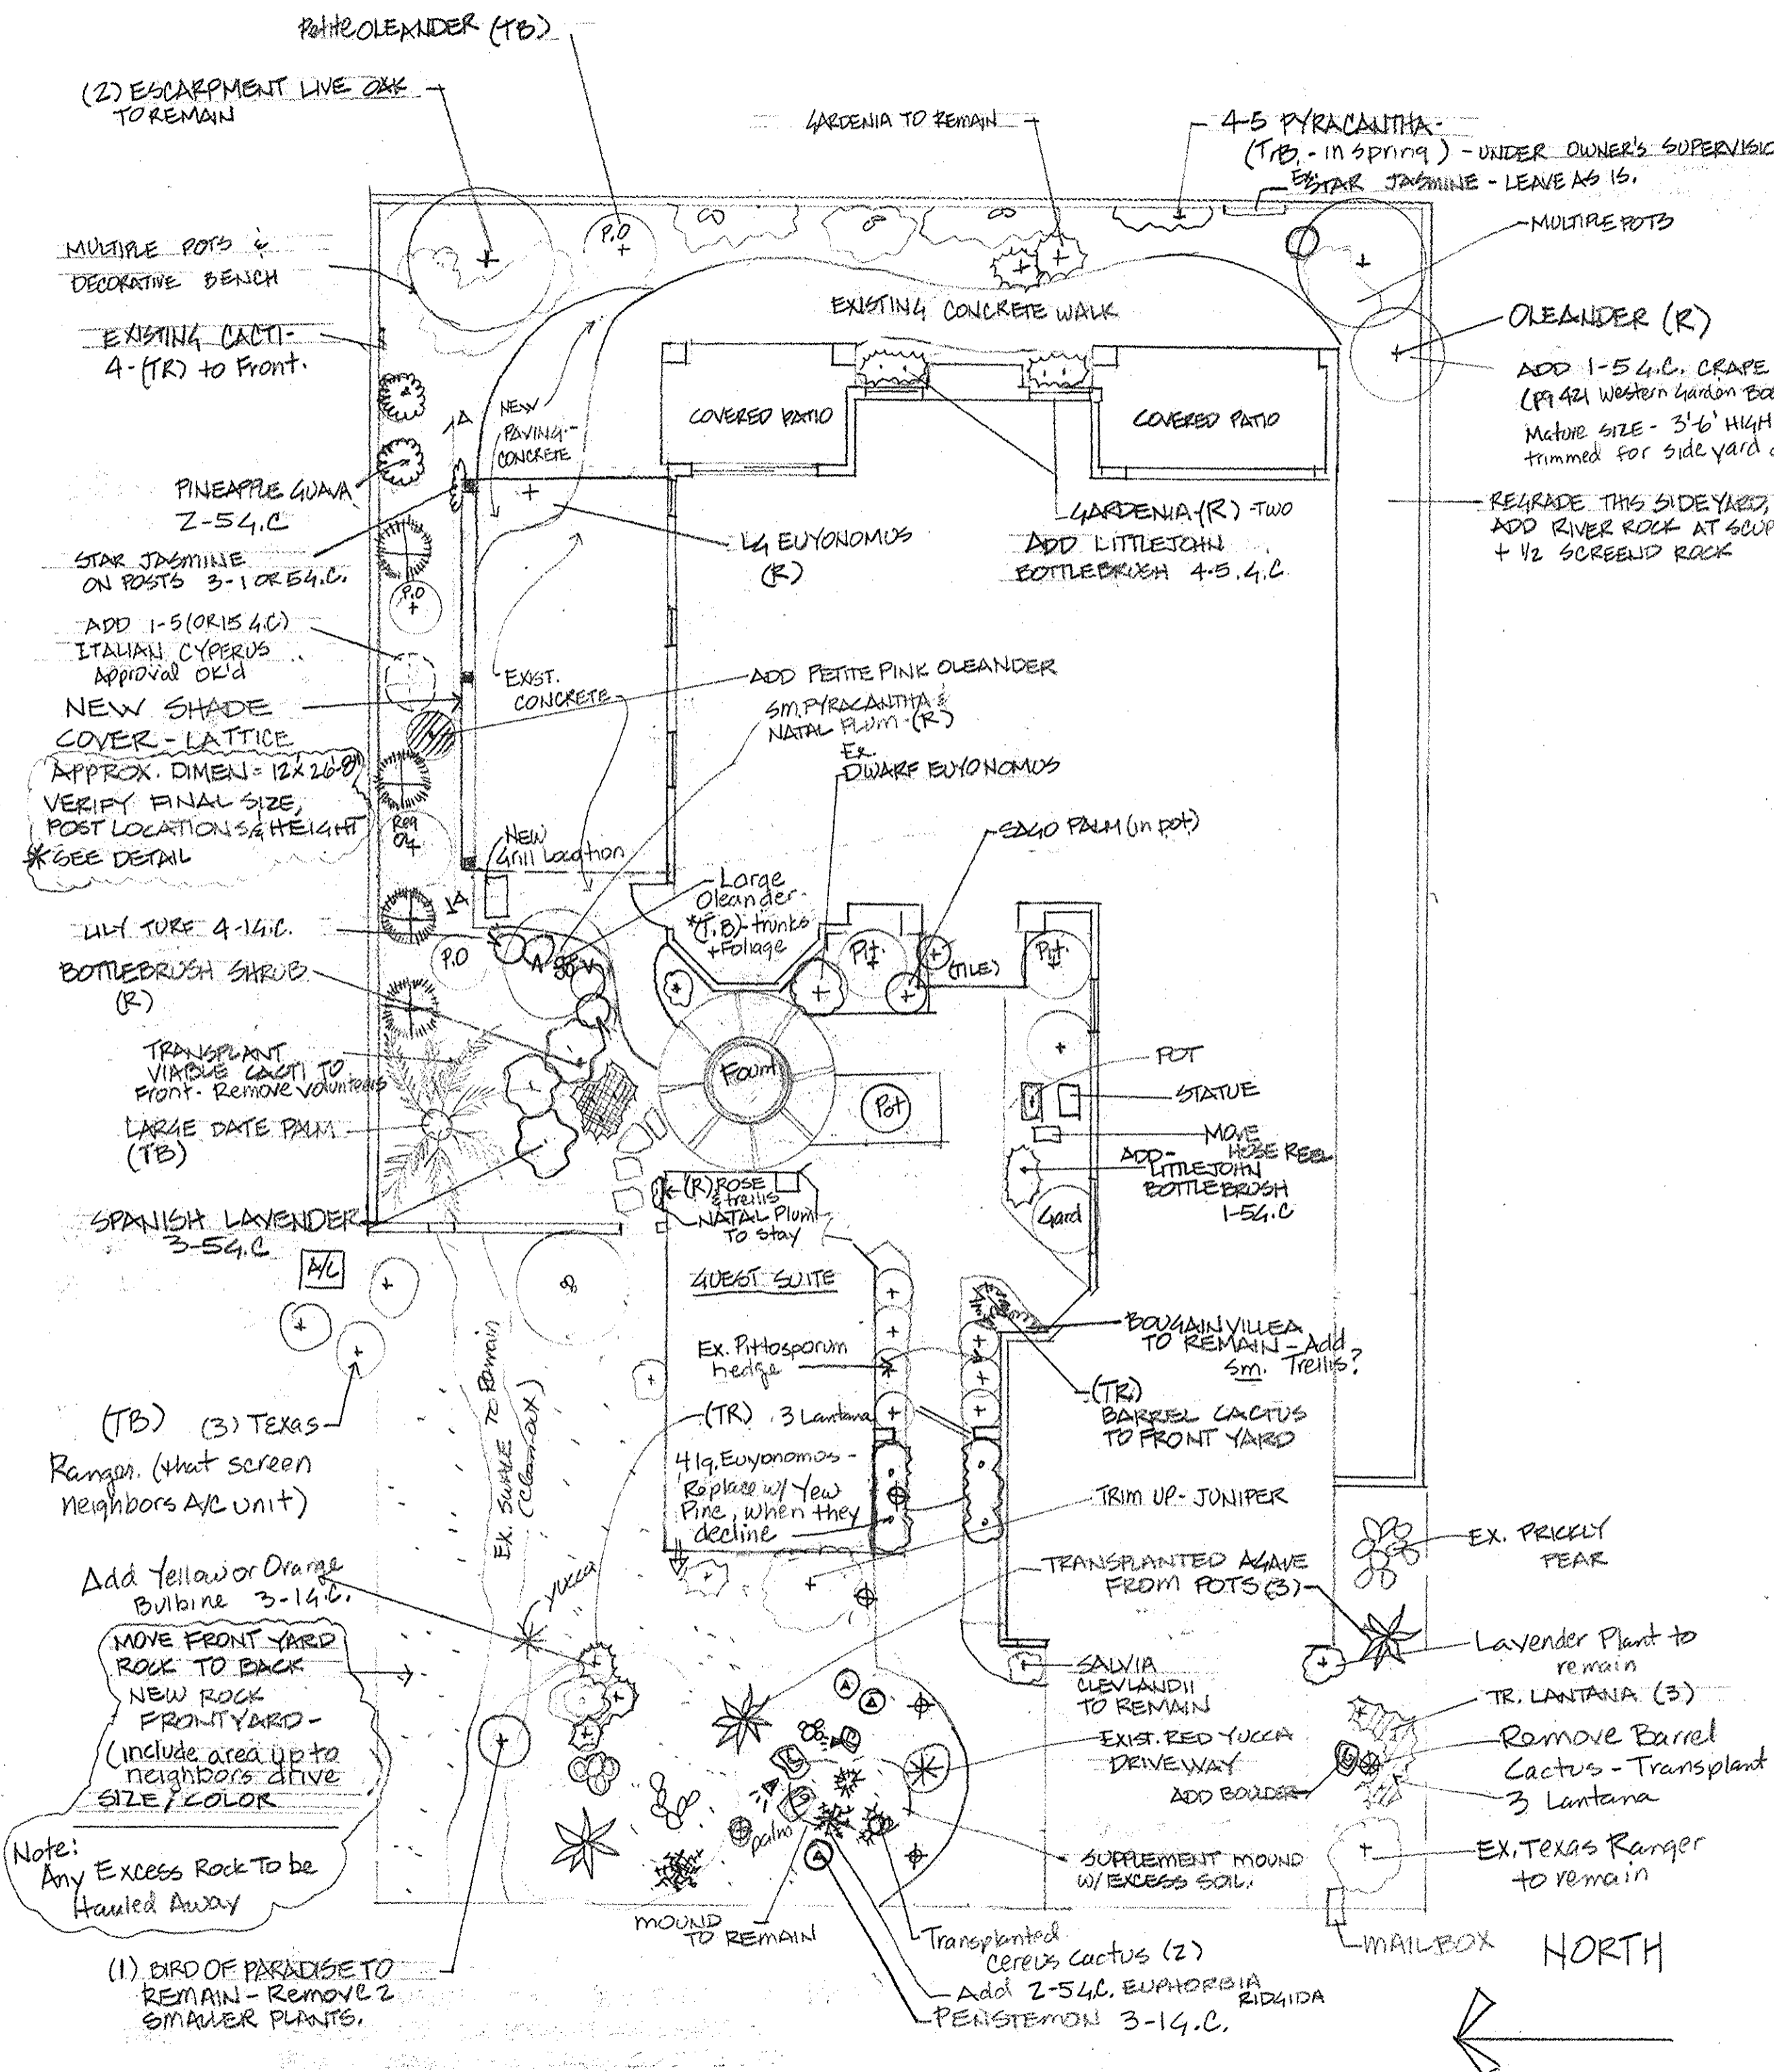 Petite OLEANDER (TB)
(2) ESCARPMENT LIVE OAK
TO REMAIN
GARDENIA TO REMAIN
4-5 PYRACANTHA-
(TrB, - in spring) - UNDER OWNER'S
Ex. STAR JASMINE - LEAVE AS IS.
MULTIPLE POTS
MULTIPLE POTS &
DECORATIVE BENCH
P.O
EXISTING CONCRETE WALK
OLEANDER (R)
EXISTING CACTI-
4-(TR) to Front.
ADD 1-5 G.C. CRAPE
(pg 421 Western Garden
Mature SIZE - 3'-6' HIGH
trimmed for side yard
NEW
PAVING-
CONCRETE
A
COVERED PATIO
COVERED PATIO
PINEAPPLE GUAVA
2-5G.C
STAR JASMINE
ON POSTS 3-1 OR 5G.C.
LG EUYONOMUS
(R)
GARDENIA-(R)-TWO
ADD LITTLEJOHN
BOTTLEBRUSH 4-5.G.C
REGRADE THIS SIDEYARD,
ADD RIVER ROCK AT
+ 1/2 SCREEND ROCK
P.O
ADD 1-5(OR15 G.C)
ITALIAN CYPERUS
Approval OK'd
EXIST.
CONCRETE
ADD PETITE PINK OLEANDER
NEW SHADE
COVER - LATTICE
APPROX. DIMEN = 12'x 26'-8"
VERIFY FINAL SIZE,
POST LOCATIONS & HEIGHT
*SEE DETAIL
SM. PYRACANTHA &
NATAL PLUM-(R)
Ex.
DWARF EUYONOMUS
SAGO PALM (in pot)
NEW
Grill Location
Large
Oleander-
*(T.B)-trunks
+Foliage
A
LILY TURF 4-1G.C.
P.O
Pit.
(TILE)
Pit.
BOTTLEBRUSH SHRUB
(R)
TRANSPLANT
VIABLE CACTI TO
Front. Remove volunteers
Fount
Pot
POT
STATUE
MOVE
HOSE REEL
LARGE DATE PALM
(TB)
ADD-
LITTLEJOHN
BOTTLEBRUSH
1-5G.C
(R) ROSE
& trellis
NATAL Plum
To Stay
Gard
SPANISH LAVENDER
3-5G.C
A/C
GUEST SUITE
EX. SWALE TO Remain
(Cleanout)
Ex. Pittosporum
hedge
BOUGAINVILLEA
TO REMAIN - Add
Sm. Trellis?
(TR)
BARREL CACTUS
TO FRONT YARD
(TB) (3) TEXAS
Ranger. (that screen
neighbors A/C unit)
(TR) . 3 Lantana
4 lg. Euyonomos-
Replace w/ Yew
Pine, when they
decline
TRIM UP- JUNIPER
EX. PRICKLY
PEAR
Add Yellow or Orange
Bulbine 3-1G.C.
yucca
TRANSPLANTED AGAVE
FROM POTS (3)
MOVE FRONT YARD
ROCK TO BACK
NEW ROCK
FRONTYARD-
(include area up to
neighbors drive
SIZE/COLOR
Lavender Plant to
remain
SALVIA
CLEVLANDII
TO REMAIN
TR. LANTANA (3)
EXIST. RED YUCCA
DRIVEWAY
ADD BOULDER
Remove Barrel
Cactus - Transplant
3 Lantana
Note:
Any Excess Rock To be
Hauled Away
palm
SUPPLEMENT MOUND
W/ EXCESS SOIL.
Ex. Texas Ranger
to remain
MOUND
TO REMAIN
Transplanted
cereus cactus (2)
MAILBOX
NORTH
(1) BIRD OF PARADISE TO
REMAIN - Remove 2
SMALLER PLANTS.
Add 2-5G.C. EUPHORBIA
RIDGIDA
PENSTEMON 3-1G.C.